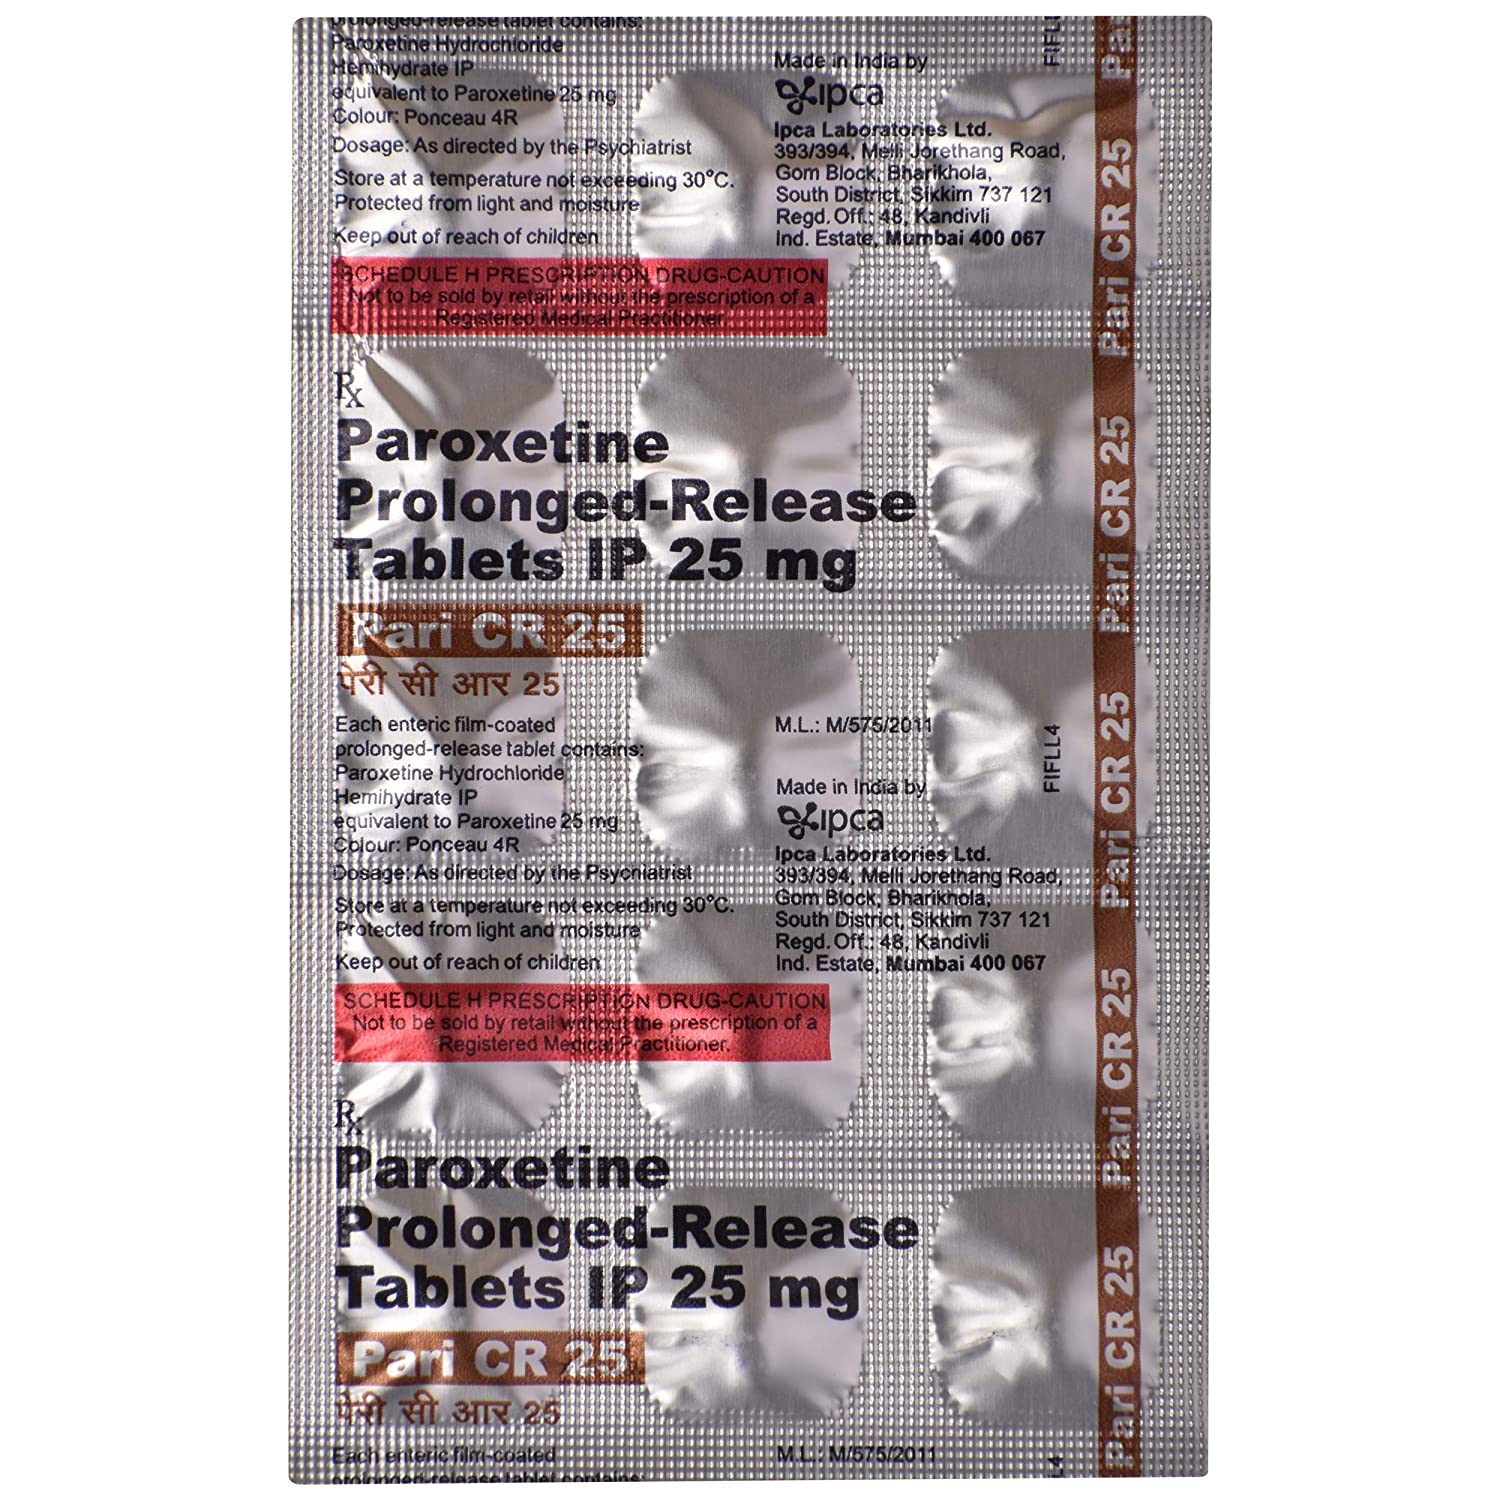 prolonged-release tablet contains:
Paroxetine Hydrochloride
Hemihydrate IP
equivalent to Paroxetine 25 mg
Colour: Ponceau 4R
Dosage: As directed by the Psychiatrist
Store at a temperature not exceeding 30°C.
Protected from light and moisture
Keep out of reach of children
Made in India by
ipca
Ipca Laboratories Ltd.
393/394, Melli Jorethang Road,
Gom Block, Bharikhola,
South District, Sikkim 737 121
Regd. Off.: 48, Kandivli
Ind. Estate, Mumbai 400 067
FIFLL
SCHEDULE H PRESCRIPTION DRUG-CAUTION
Not to be sold by retail without the prescription of a
Registered Medical Practitioner.
Rx
Paroxetine
Prolonged-Release
Tablets IP 25 mg
Pari CR 25
पेरी सी आर 25
Each enteric film-coated
prolonged-release tablet contains:
Paroxetine Hydrochloride
Hemihydrate IP
equivalent to Paroxetine 25 mg
Colour: Ponceau 4R
Dosage: As directed by the Psychiatrist
Store at a temperature not exceeding 30°C.
Protected from light and moisture
Keep out of reach of children
M.L.: M/575/2011
Made in India by
ipca
Ipca Laboratories Ltd.
393/394, Melli Jorethang Road,
Gom Block, Bharikhola,
South District, Sikkim 737 121
Regd. Off.: 48, Kandivli
Ind. Estate, Mumbai 400 067
FIFLL4
SCHEDULE H PRESCRIPTION DRUG-CAUTION
Not to be sold by retail without the prescription of a
Registered Medical Practitioner.
Rx
Paroxetine
Prolonged-Release
Tablets IP 25 mg
Pari CR 25
पेरी सी आर 25
Each enteric film-coated
prolonged-release tablet contains:
M.L.: M/575/2011
L4
Pari CR 25 Pari CR 25 Pari CR 25 Pari CR 25 Pari CR 25 Pa